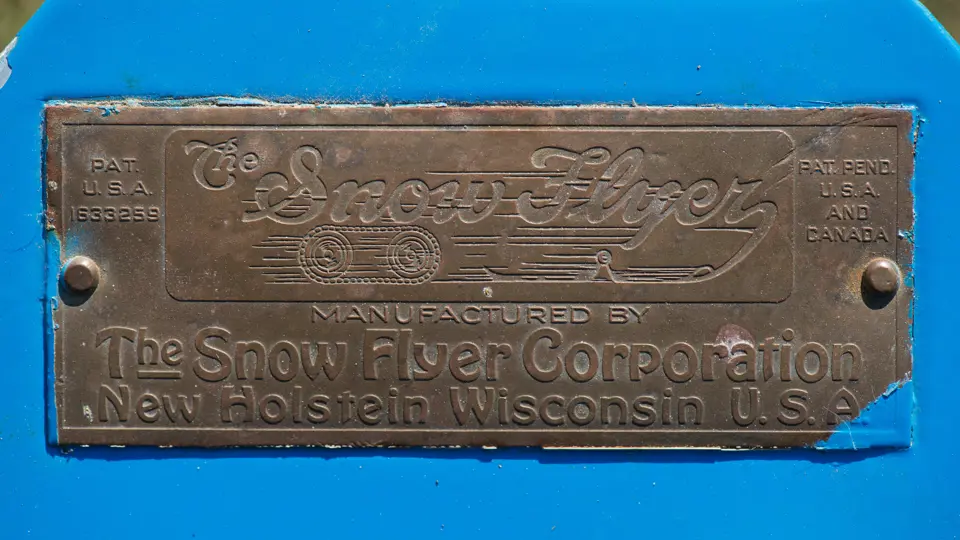 PAT.
U.S.A.
1633259
The Snow Flyer
PAT. PEND.
U.S.A.
AND
CANADA
MANUFACTURED BY
The Snow Flyer Corporation
New Holstein Wisconsin U.S.A